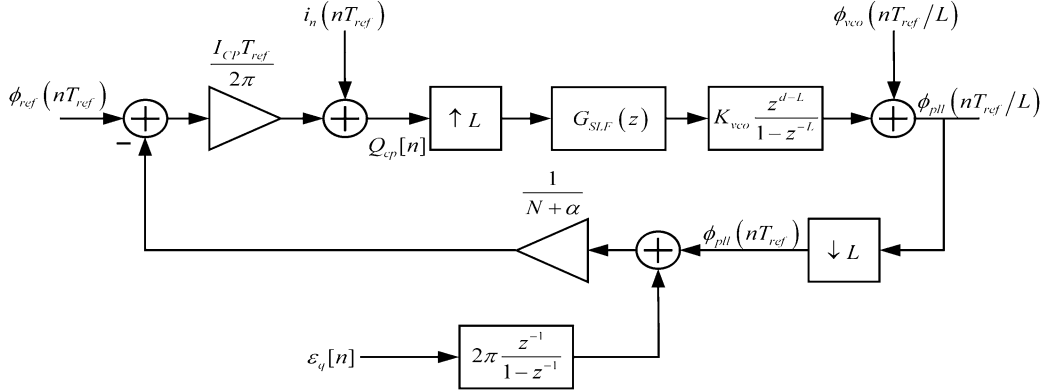 i_n(nT_ref)
ϕ_vco(nT_ref/L)
I_CP T_ref / 2π
ϕ_ref(nT_ref)
+
+
↑ L
G_SLF(z)
K_vco z^{d−L} / (1−z^{−L})
+
ϕ_pll(nT_ref/L)
−
Q_cp[n]
1 / (N+α)
+
ϕ_pll(nT_ref)
↓ L
ε_q[n]
2π z^{−1} / (1−z^{−1})